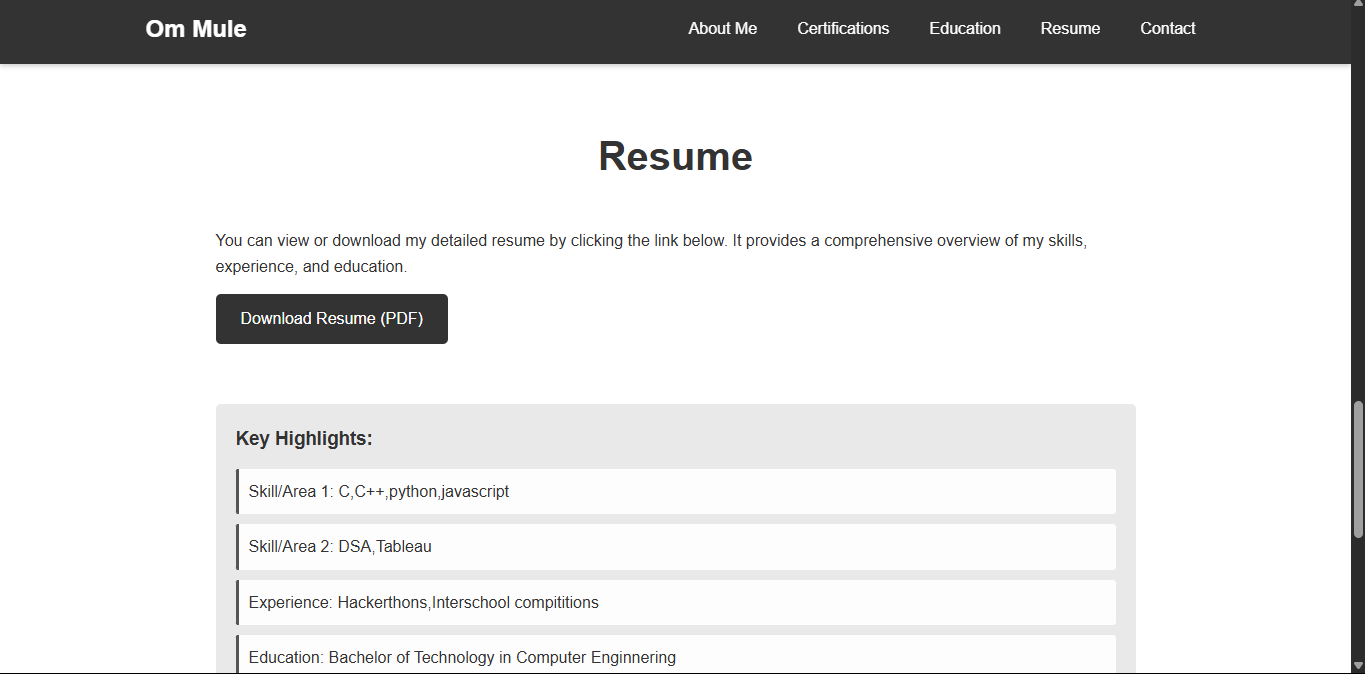 Om Mule
About Me
Certifications
Education
Resume
Contact
Resume
You can view or download my detailed resume by clicking the link below. It provides a comprehensive overview of my skills,
experience, and education.
Download Resume (PDF)
Key Highlights:
Skill/Area 1: C,C++,python,javascript
Skill/Area 2: DSA,Tableau
Experience: Hackerthons,Interschool compititions
Education: Bachelor of Technology in Computer Enginnering